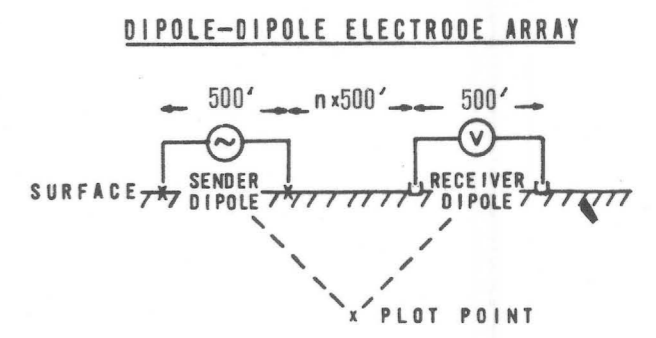 DIPOLE-DIPOLE ELECTRODE ARRAY
500' n x 500' 500'
~ V
SURFACE x SENDER x RECEIVER
DIPOLE DIPOLE
x PLOT POINT